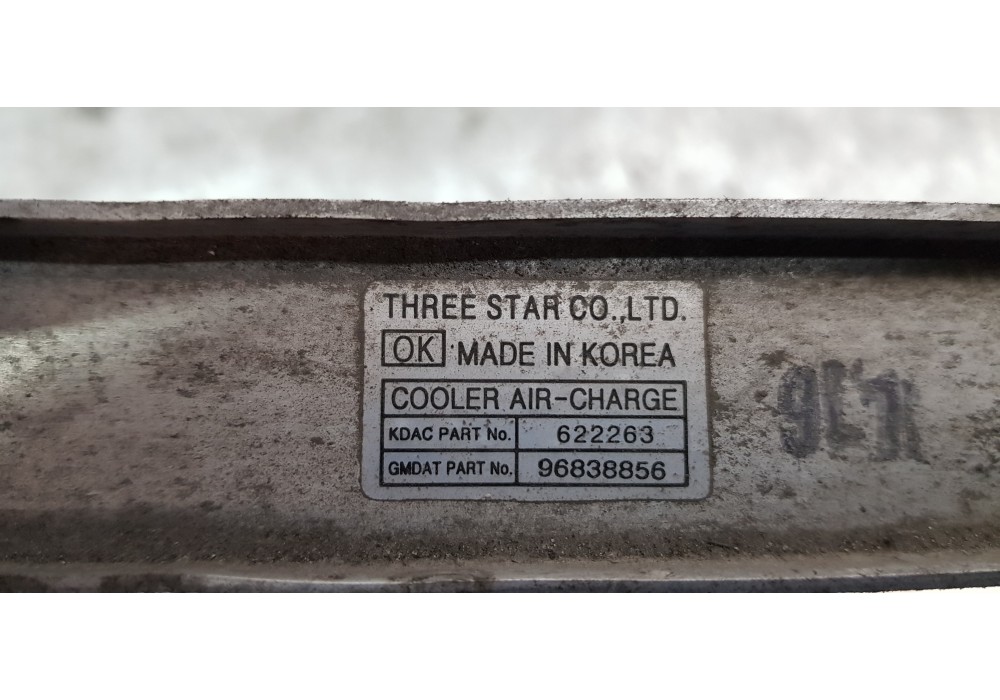 THREE STAR CO.,LTD.
OK MADE IN KOREA
COOLER AIR-CHARGE
KDAC PART No. 622263
GMDAT PART No. 96838856